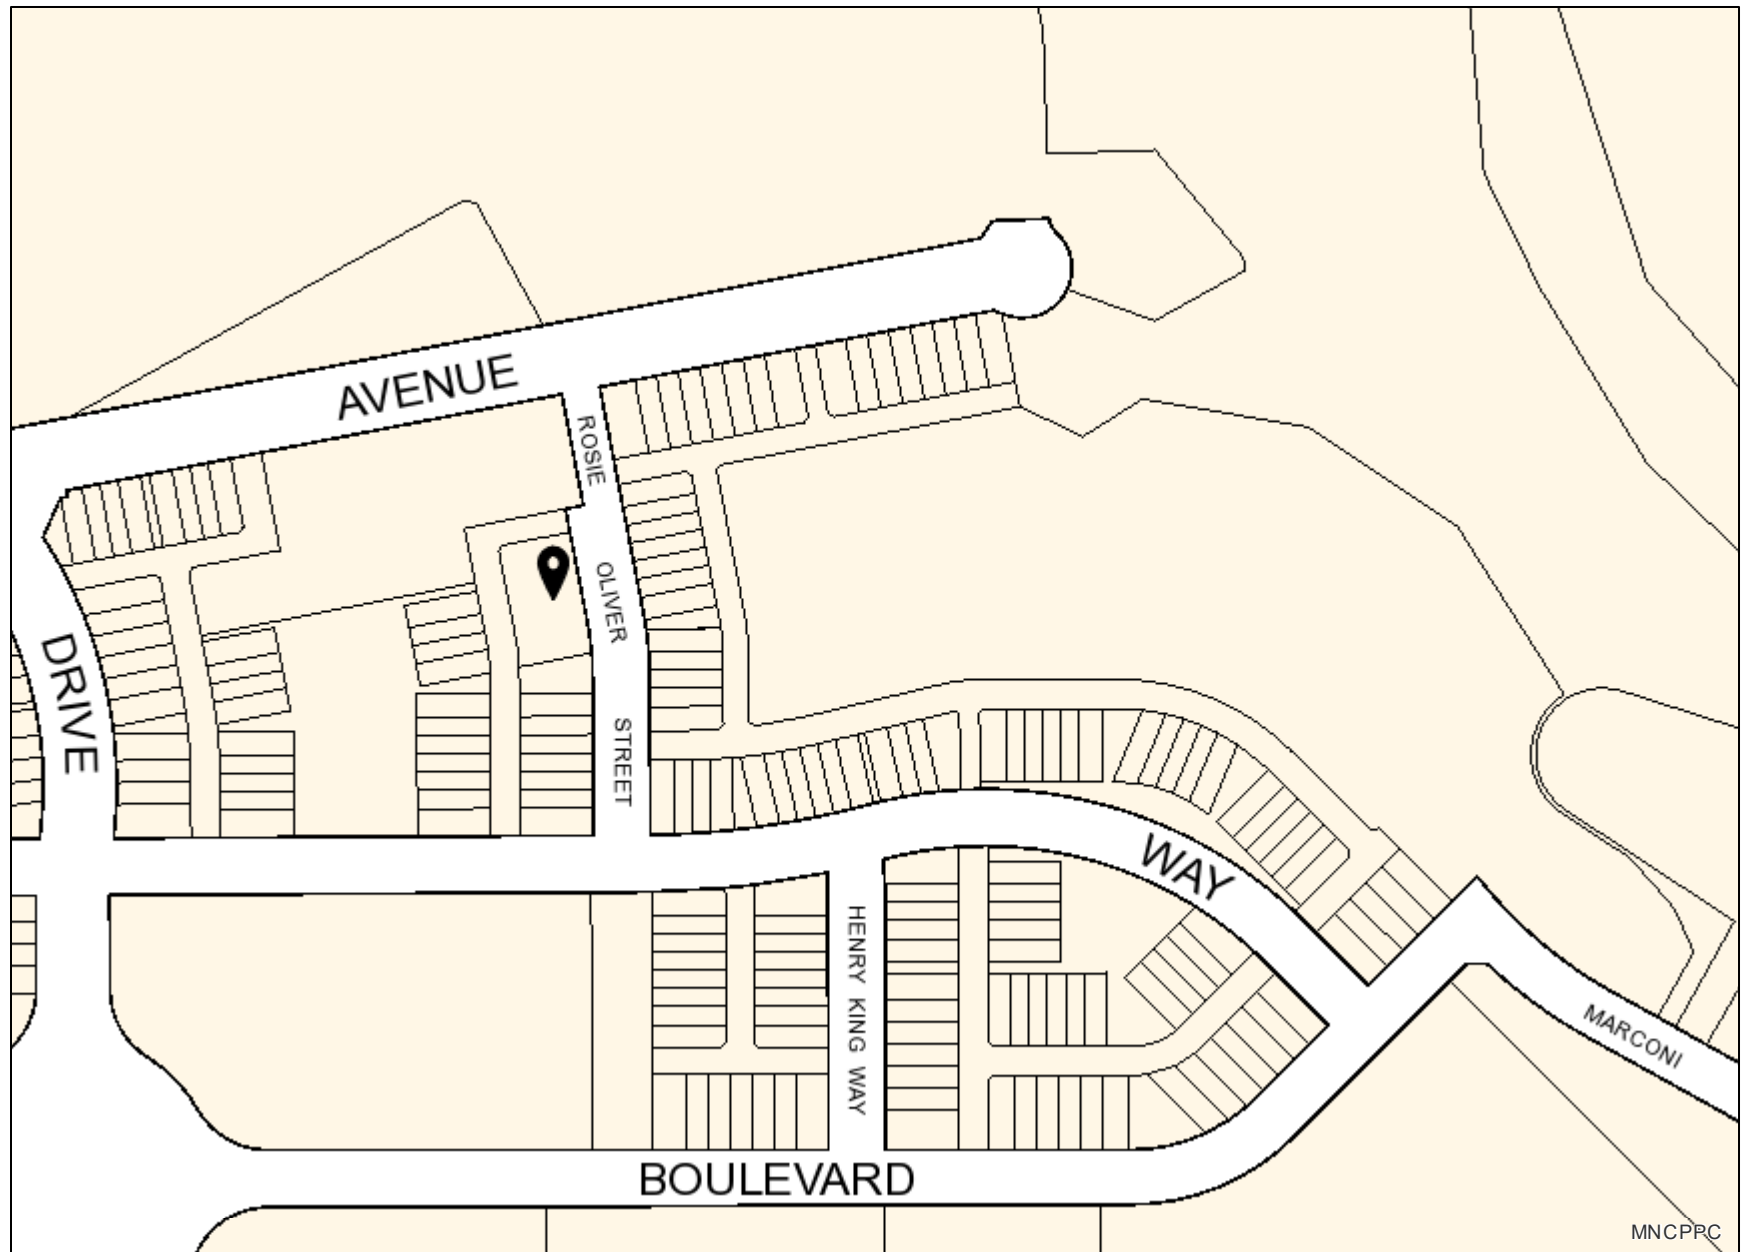 AVENUE
ROSIE OLIVER STREET
DRIVE
WAY
HENRY KING WAY
MARCONI
BOULEVARD
MNCPPC